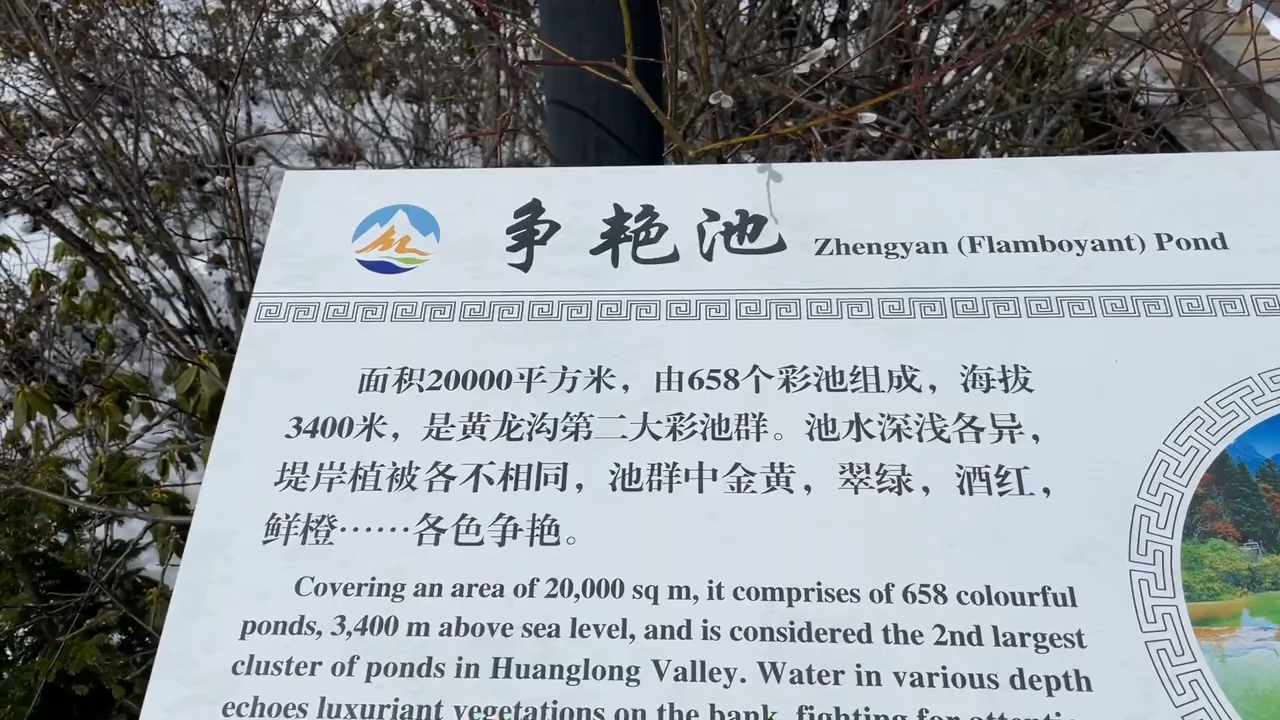 争艳池 Zhengyan (Flamboyant) Pond
面积20000平方米，由658个彩池组成，海拔
3400米，是黄龙沟第二大彩池群。池水深浅各异，
堤岸植被各不相同，池群中金黄，翠绿，酒红，
鲜橙……各色争艳。
Covering an area of 20,000 sq m, it comprises of 658 colourful
ponds, 3,400 m above sea level, and is considered the 2nd largest
cluster of ponds in Huanglong Valley. Water in various depth
echoes luxuriant vegetations on the bank, fighting for